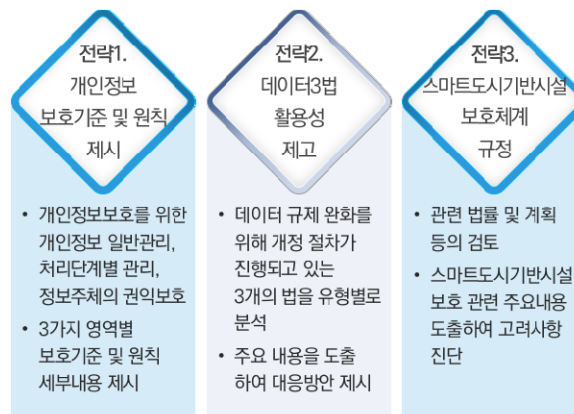 전략1.
개인정보
보호기준 및 원칙
제시
• 개인정보보호를 위한
개인정보 일반관리,
처리단계별 관리,
정보주체의 권익보호
• 3가지 영역별
보호기준 및 원칙
세부내용 제시
전략2.
데이터3법
활용성
제고
• 데이터 규제 완화를
위해 개정 절차가
진행되고 있는
3개의 법을 유형별로
분석
• 주요 내용을 도출
하여 대응방안 제시
전략3.
스마트도시기반시설
보호체계
규정
• 관련 법률 및 계획
등의 검토
• 스마트도시기반시설
보호 관련 주요내용
도출하여 고려사항
진단